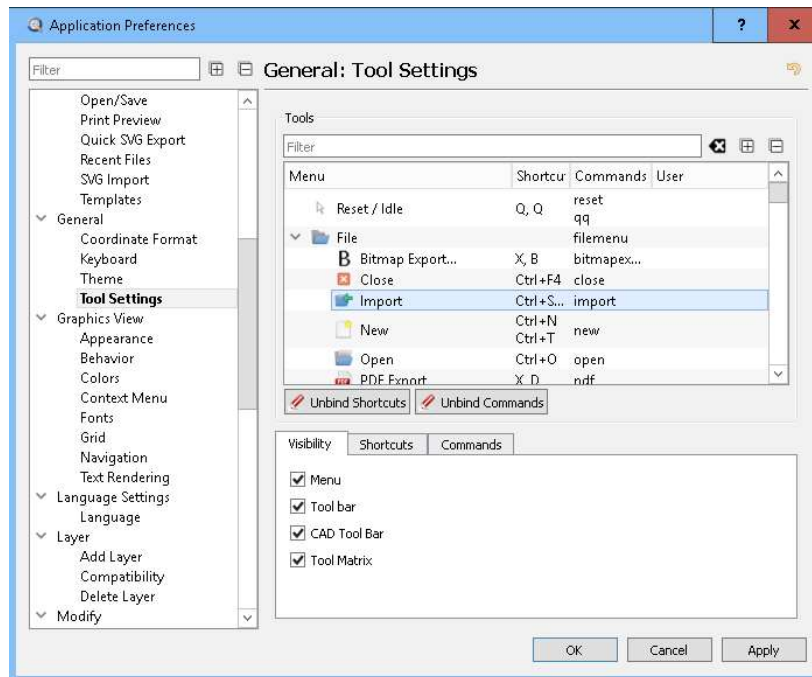 Application Preferences
?
x
Filter
General: Tool Settings
Open/Save
Print Preview
Quick SVG Export
Recent Files
SVG Import
Templates
General
Coordinate Format
Keyboard
Theme
Tool Settings
Graphics View
Appearance
Behavior
Colors
Context Menu
Fonts
Grid
Navigation
Text Rendering
Language Settings
Language
Layer
Add Layer
Compatibility
Delete Layer
Modify
Tools
Filter
Menu Shortcur Commands User
Reset / Idle Q, Q reset
qq
File filemenu
B Bitmap Export... X, B bitmapex...
Close Ctrl+F4 close
Import Ctrl+S... import
New Ctrl+N new
Ctrl+T
Open Ctrl+O open
PDF Export X, D pdf
Unbind Shortcuts Unbind Commands
Visibility Shortcuts Commands
Menu
Tool bar
CAD Tool Bar
Tool Matrix
OK Cancel Apply